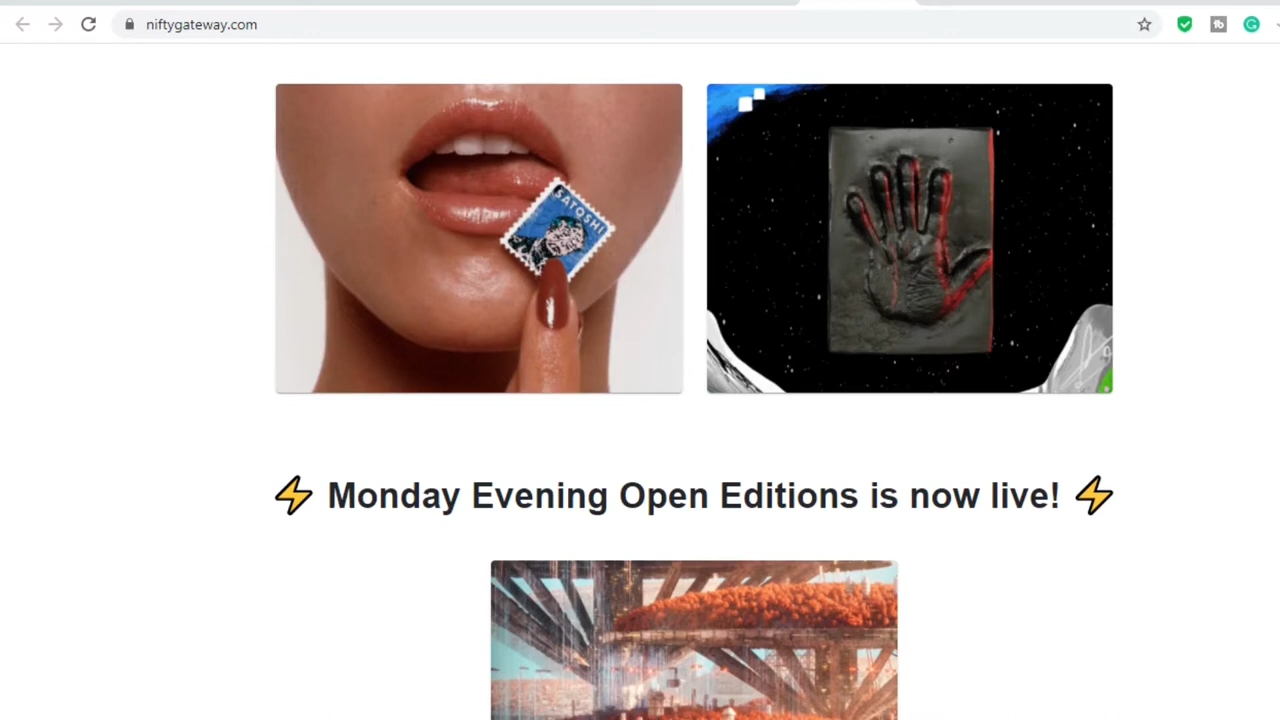 niftygateway.com
SATOSHI
⚡ Monday Evening Open Editions is now live! ⚡